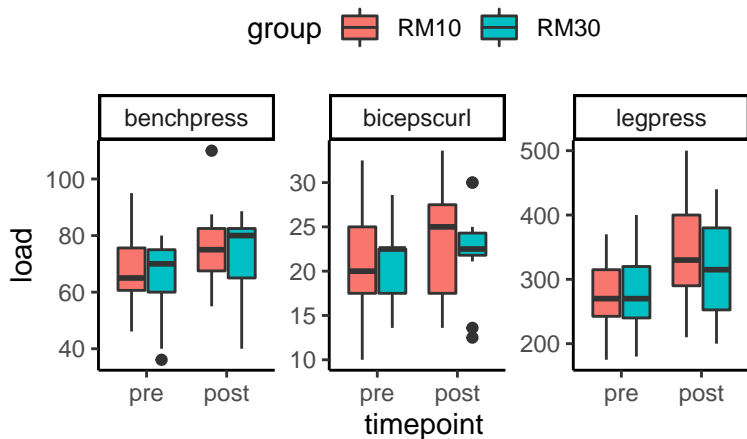 group RM10 RM30
benchpress bicepscurl legpress
load
100
80
60
40
30
25
20
15
10
500
400
300
200
pre post pre post pre post
timepoint